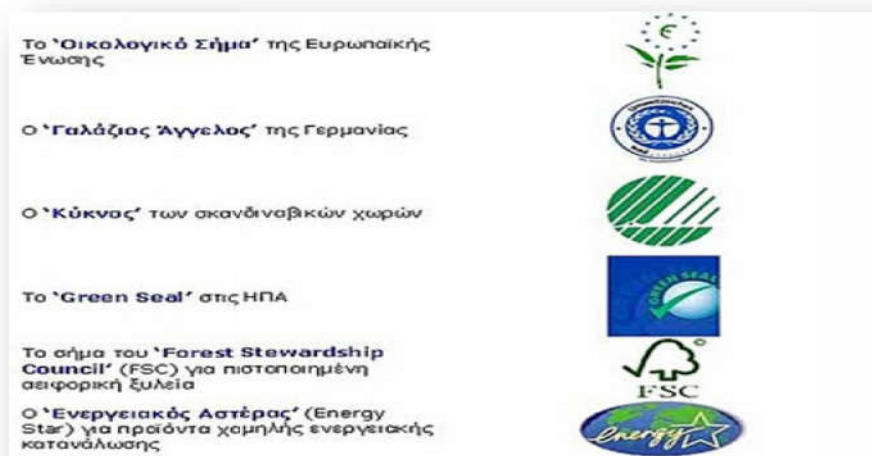 Το 'Οικολογικό Σήμα' της Ευρωπαϊκής
Ένωσης
Ο 'Γαλάζιος Άγγελος' της Γερμανίας
Ο 'Κύκνος' των σκανδιναβικών χωρών
Το 'Green Seal' στις ΗΠΑ
GREEN SEAL
Το σήμα του 'Forest Stewardship
Council' (FSC) για πιστοποιημένη
αειφορική ξυλεία
FSC
Ο 'Ενεργειακός Αστέρας' (Energy
Star) για προϊόντα χαμηλής ενεργειακής
κατανάλωσης
energy